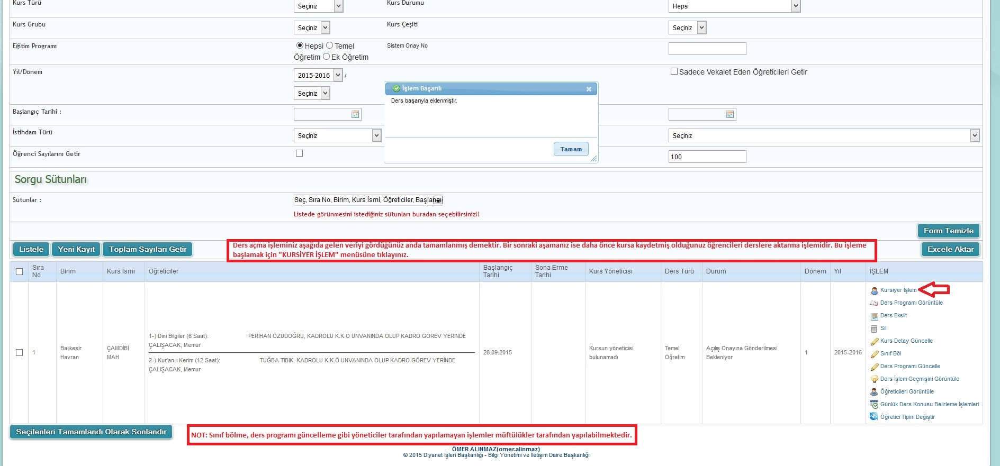 Kurs Türü
Seçiniz
Kurs Durumu
Hepsi
Kurs Grubu
Seçiniz
Kurs Çeşiti
Seçiniz
Eğitim Programı
Hepsi Temel
Öğretim Ek Öğretim
Sistem Onay No
Yıl/Dönem
2015-2016 /
Seçiniz
Sadece Vekalet Eden Öğreticileri Getir
İşlem Başarılı
Ders başarıyla eklenmiştir.
Tamam
Başlangıç Tarihi :
İstihdam Türü
Seçiniz
Seçiniz
Öğrenci Sayılarını Getir
100
Sorgu Sütunları
Sütunlar :
Seç, Sıra No, Birim, Kurs İsmi, Öğreticiler, Başlangıç
Listede görünmesini istediğiniz sütunları buradan seçebilirsiniz!!
Form Temizle
Listele
Yeni Kayıt
Toplam Sayıları Getir
Ders açma işleminiz aşağıda gelen veriyi gördüğünüz anda tamamlanmış demektir. Bir sonraki aşamanız ise daha önce kursa kaydetmiş olduğunuz öğrencileri derslere aktarma işlemidir. Bu işleme
başlamak için "KURSİYER İŞLEM" menüsüne tıklayınız.
Excele Aktar
Sıra
No
Birim
Kurs İsmi
Öğreticiler
Başlangıç
Tarihi
Sona Erme
Tarihi
Kurs Yöneticisi
Ders Türü
Durum
Dönem
Yıl
İŞLEM
1
Balıkesir
Havran
ÇAMDİBİ
MAH
1-) Dini Bilgiler (6 Saat): PERİHAN ÖZÜDOĞRU, KADROLU K.K.Ö UNVANINDA OLUP KADRO GÖREV YERİNDE
ÇALIŞACAK, Memur
2-) Kur'an-ı Kerim (12 Saat): TUĞBA TIBIK, KADROLU K.K.Ö UNVANINDA OLUP KADRO GÖREV YERİNDE
ÇALIŞACAK, Memur
28.09.2015
Kursun yöneticisi
bulunamadı
Temel
Öğretim
Açılış Onayına Gönderilmesi
Bekleniyor
1
2015-2016
Kursiyer İşlem
Ders Programı Görüntüle
Ders Eksilt
Sil
Kurs Detay Güncelle
Sınıf Böl
Ders Programı Güncelle
Ders İşlem Geçmişini Görüntüle
Öğreticileri Görüntüle
Günlük Ders Konusu Belirleme İşlemleri
Öğretici Tipini Değiştir
Seçilenleri Tamamlandı Olarak Sonlandır
NOT: Sınıf bölme, ders programı güncelleme gibi yöneticiler tarafından yapılamayan işlemler müftülükler tarafından yapılabilmektedir.
ÖMER ALINMAZ(omer.alinmaz)
© 2015 Diyanet İşleri Başkanlığı - Bilgi Yönetimi ve İletişim Daire Başkanlığı